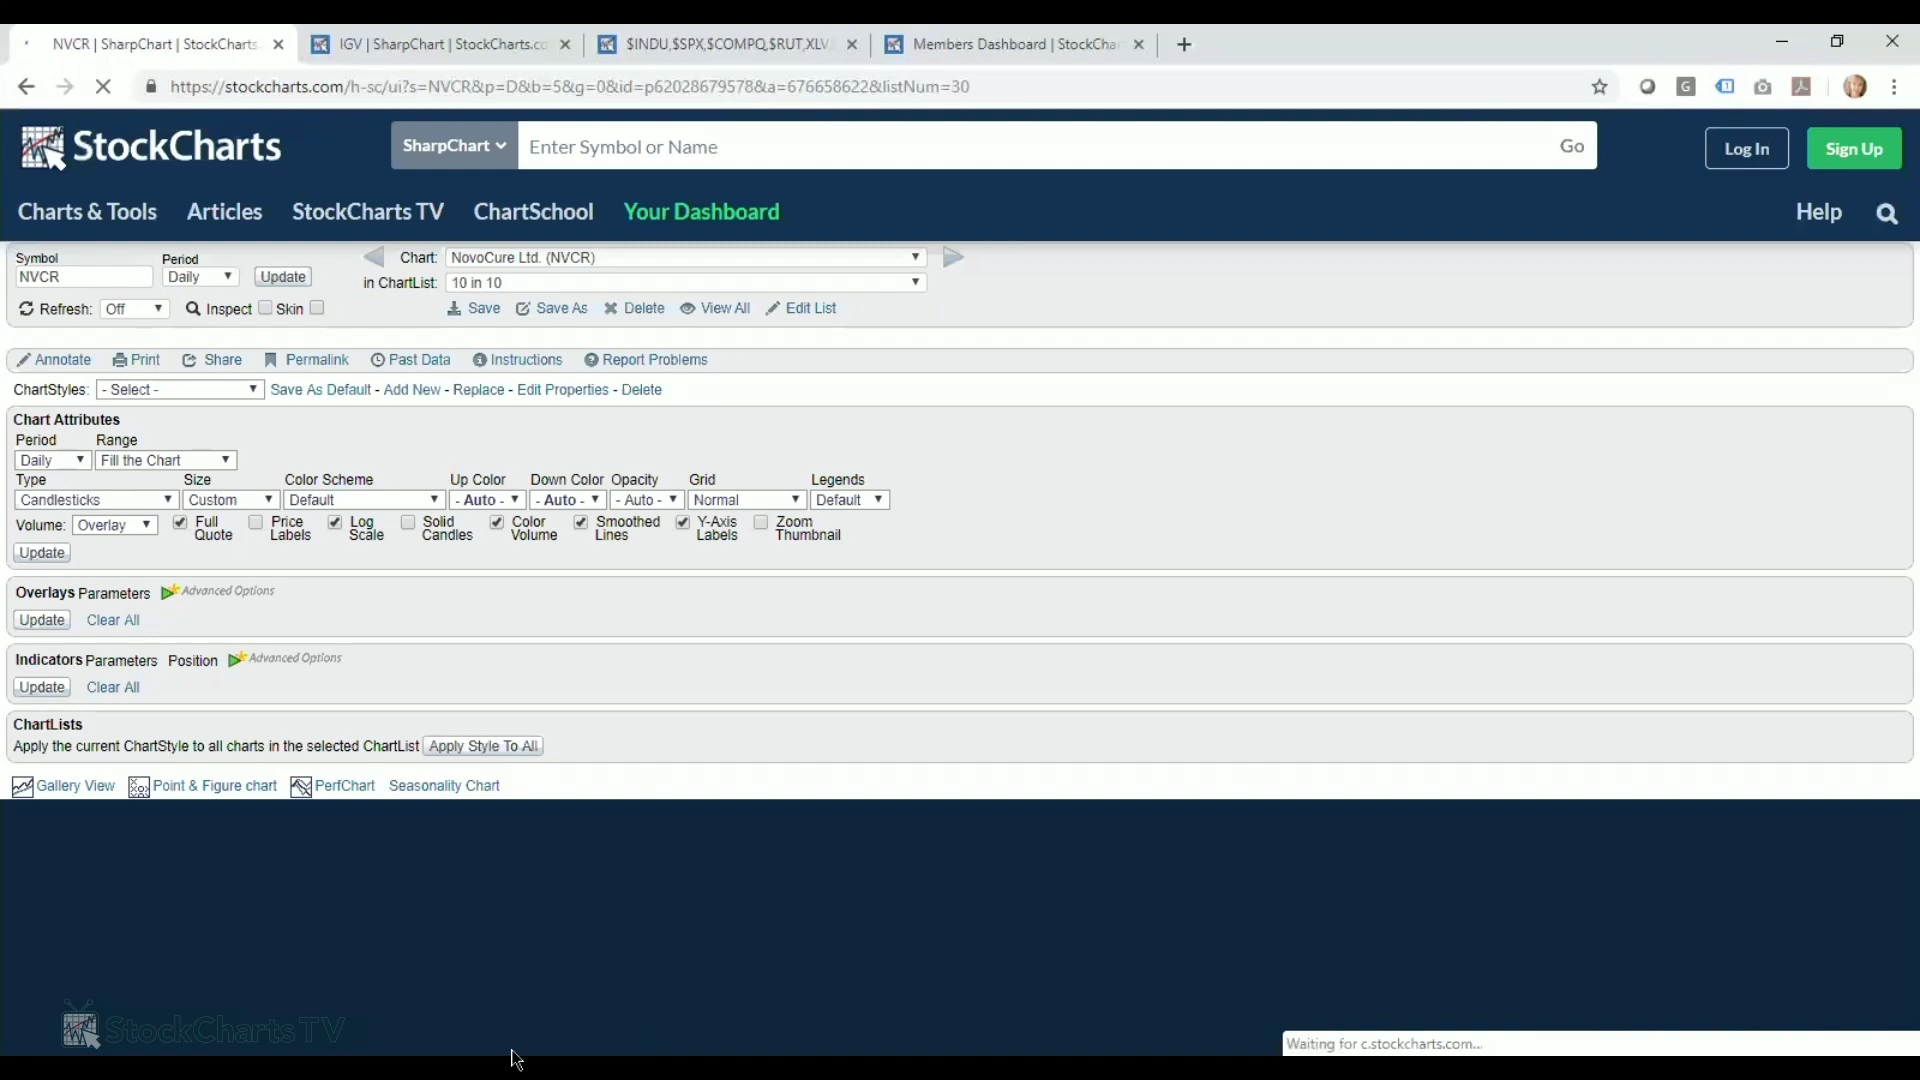 NVCR | SharpChart | StockCharts
IGV | SharpChart | StockCharts.co
$INDU,$SPX,$COMPQ,$RUT,XLV
Members Dashboard | StockChar
https://stockcharts.com/h-sc/ui?s=NVCR&p=D&b=5&g=0&id=p62028679578&a=676658622&listNum=30
StockCharts
SharpChart
Enter Symbol or Name
Go
Log In
Sign Up
Charts & Tools
Articles
StockCharts TV
ChartSchool
Your Dashboard
Help
Symbol
Period
Chart:
NovoCure Ltd. (NVCR)
NVCR
Daily
Update
in ChartList:
10 in 10
Refresh:
Off
Inspect
Skin
Save
Save As
Delete
View All
Edit List
Annotate
Print
Share
Permalink
Past Data
Instructions
Report Problems
ChartStyles:
- Select -
Save As Default - Add New - Replace - Edit Properties - Delete
Chart Attributes
Period
Range
Daily
Fill the Chart
Type
Size
Color Scheme
Up Color
Down Color
Opacity
Grid
Legends
Candlesticks
Custom
Default
- Auto -
- Auto -
- Auto -
Normal
Default
Volume:
Overlay
Full Quote
Price Labels
Log Scale
Solid Candles
Color Volume
Smoothed Lines
Y-Axis Labels
Zoom Thumbnail
Update
Overlays Parameters
Advanced Options
Update
Clear All
Indicators Parameters
Position
Advanced Options
Update
Clear All
ChartLists
Apply the current ChartStyle to all charts in the selected ChartList
Apply Style To All
Gallery View
Point & Figure chart
PerfChart
Seasonality Chart
StockCharts TV
Waiting for c.stockcharts.com...